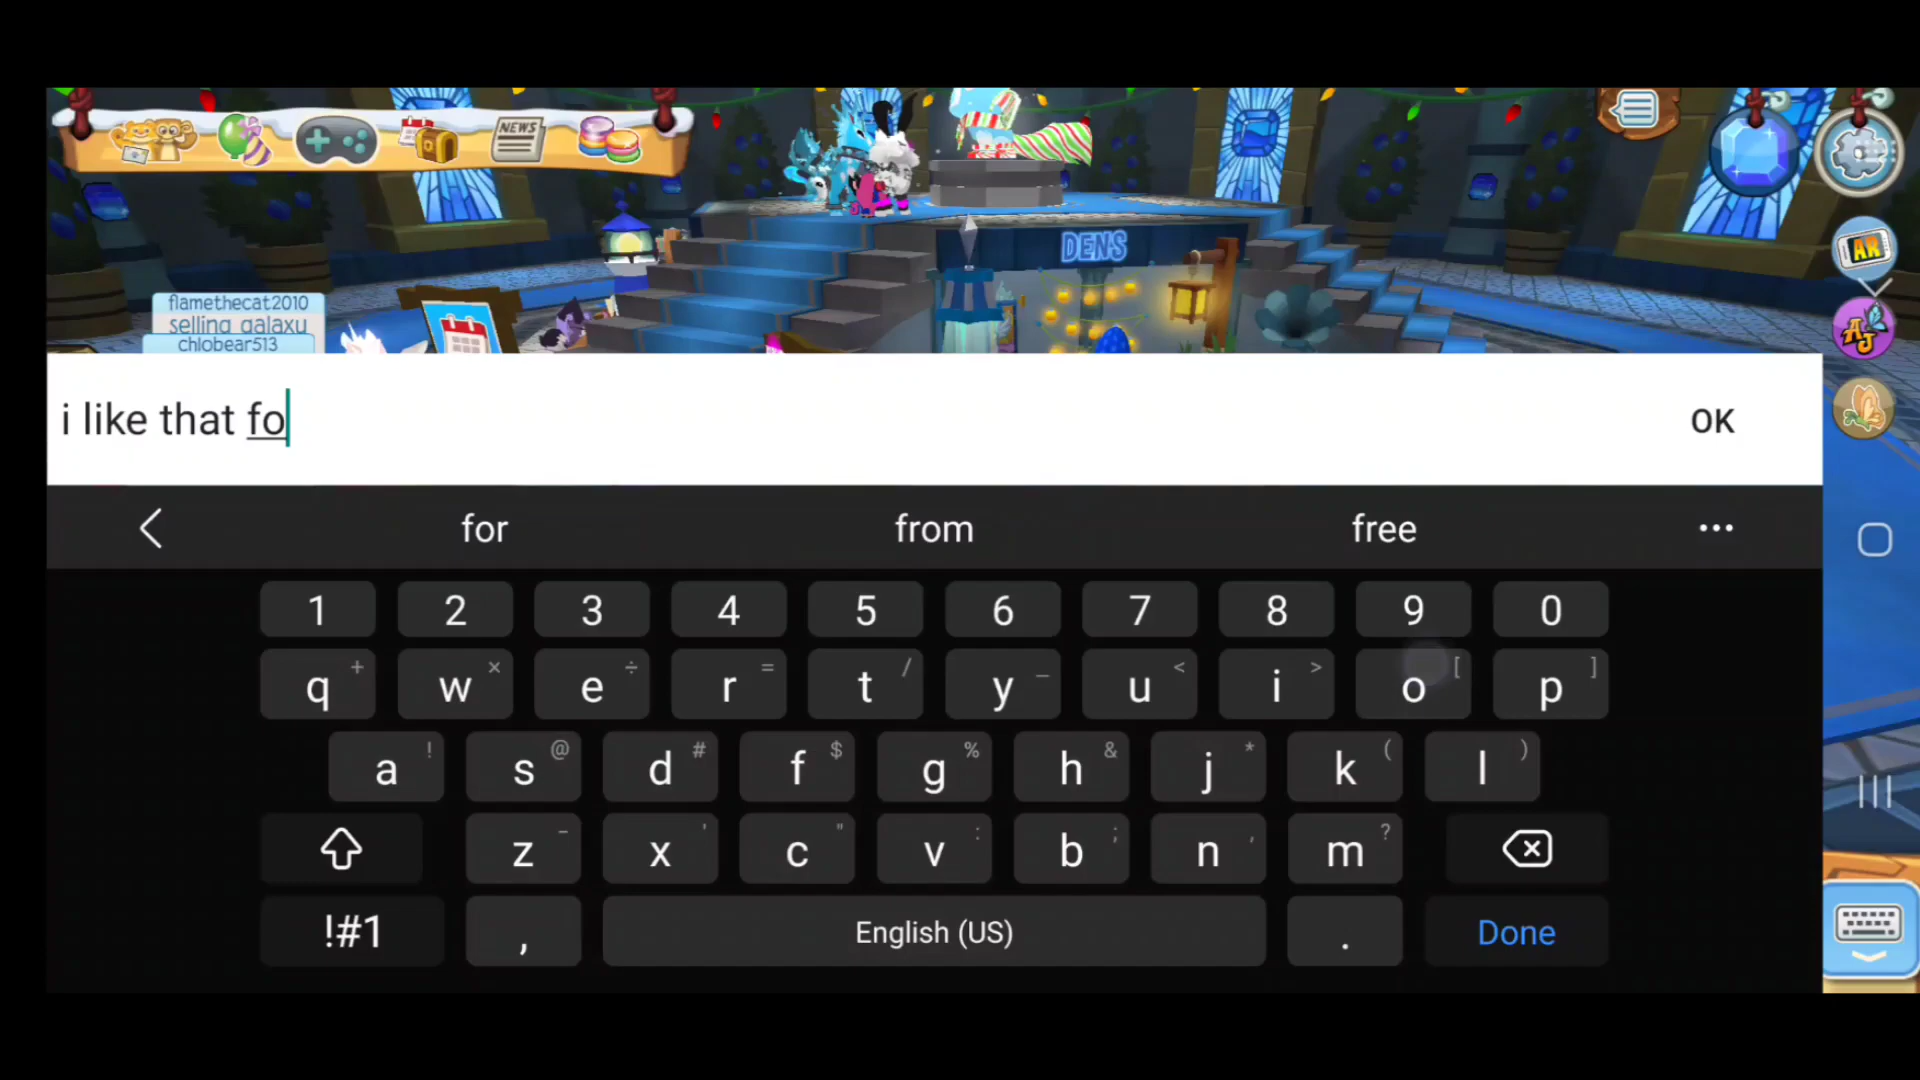 NEWS
DENS
AR
AJ
flamethecat2010
selling galaxy
chlobear513
i like that fo
OK
for from free ...
1 2 3 4 5 6 7 8 9 0
q + w × e ÷ r = t / y _ u < i > o [ p ]
a ! s @ d # f $ g % h & j * k ( l )
z - x ' c " v : b ; n , m ?
!#1 , English (US) . Done